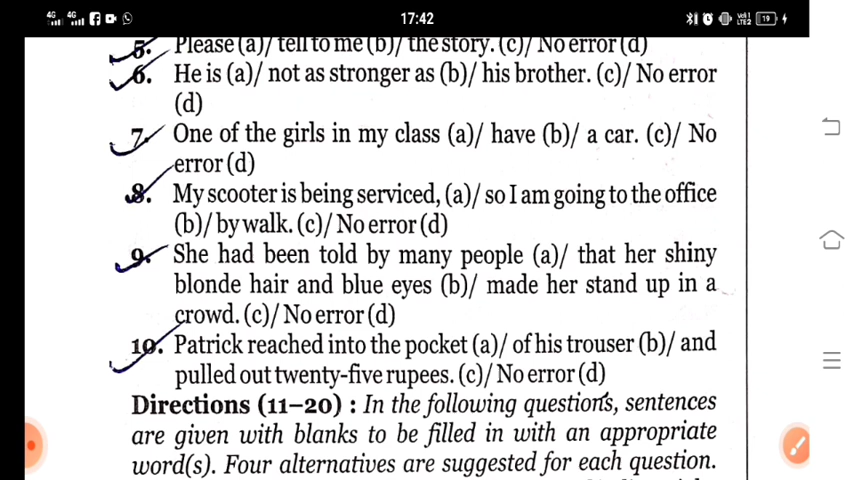 4G 4G 17:42 Vo)) 1 LTE2 19
5. Please (a)/ tell to me (b)/ the story. (c)/ No error (d)
6. He is (a)/ not as stronger as (b)/ his brother. (c)/ No error
(d)
7. One of the girls in my class (a)/ have (b)/ a car. (c)/ No
error (d)
8. My scooter is being serviced, (a)/ so I am going to the office
(b)/ by walk. (c)/ No error (d)
9. She had been told by many people (a)/ that her shiny
blonde hair and blue eyes (b)/ made her stand up in a
crowd. (c)/ No error (d)
10. Patrick reached into the pocket (a)/ of his trouser (b)/ and
pulled out twenty-five rupees. (c)/ No error (d)
Directions (11–20) : In the following questions, sentences
are given with blanks to be filled in with an appropriate
word(s). Four alternatives are suggested for each question.